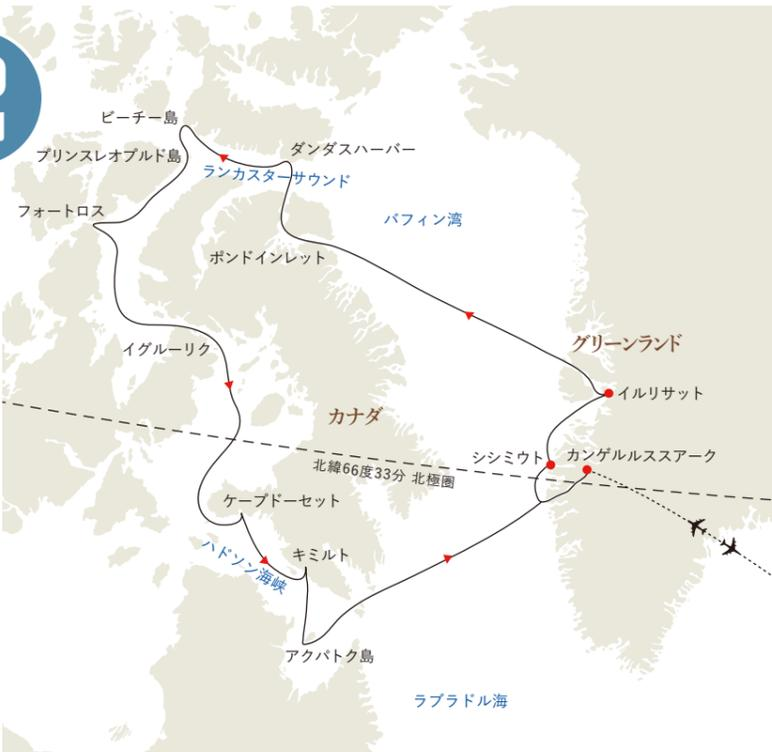 ビーチー島
ダンダスハーバー
プリンスレオプルド島
ランカスターサウンド
フォートロス
バフィン湾
ポンドインレット
グリーンランド
イグルーリク
イルリサット
カナダ
シシミウト
カンゲルルススアーク
北緯66度33分 北極圏
ケープドーセット
ハドソン海峡
キミルト
アクパトク島
ラブラドル海